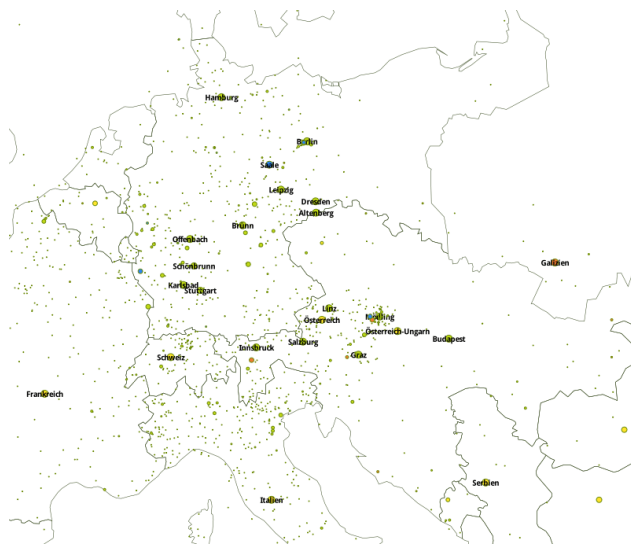 Hamburg
Berlin
Saale
Leipzig
Dresden
Altenberg
Brunn
Offenbach
Galizien
Schönbrunn
Karlsbad
Stuttgart
Linz
Mödling
Österreich
Österreich-Ungarn
Budapest
Salzburg
Innsbruck
Graz
Schweiz
Frankreich
Serbien
Italien